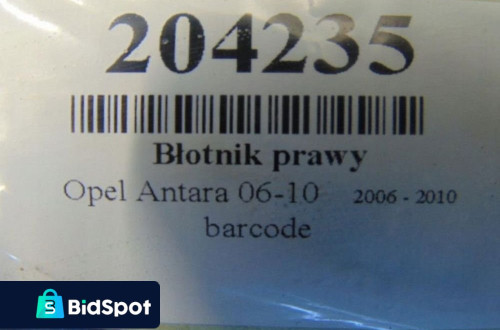 204235
Błotnik prawy
Opel Antara 06-10 2006 - 2010
barcode
BidSpot